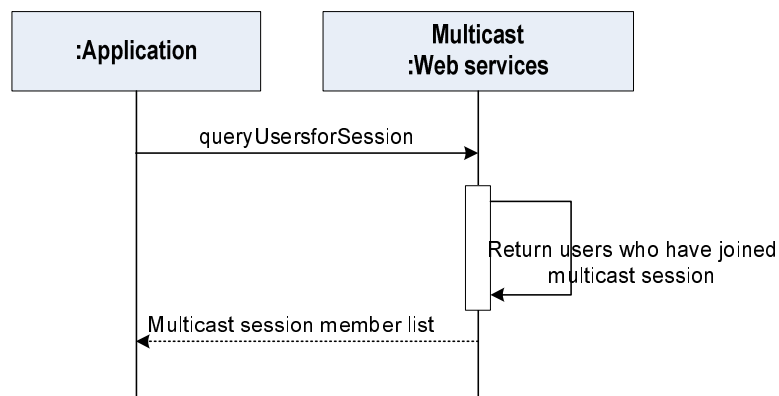 :Application
Multicast
:Web services
queryUsersforSession
Return users who have joined
multicast session
Multicast session member list